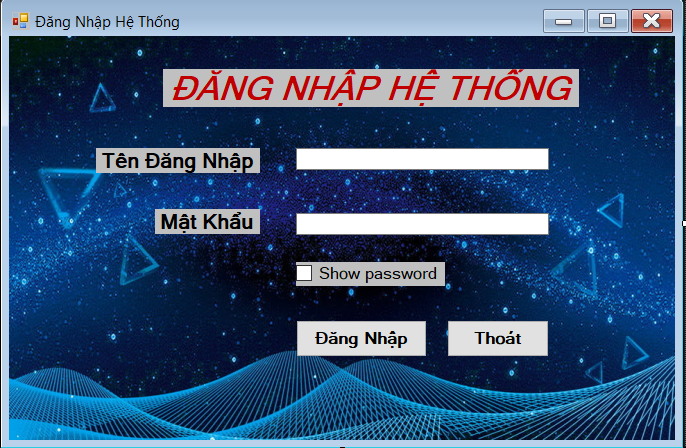 Đăng Nhập Hệ Thống
ĐĂNG NHẬP HỆ THỐNG
Tên Đăng Nhập
Mật Khẩu
Show password
Đăng Nhập Thoát